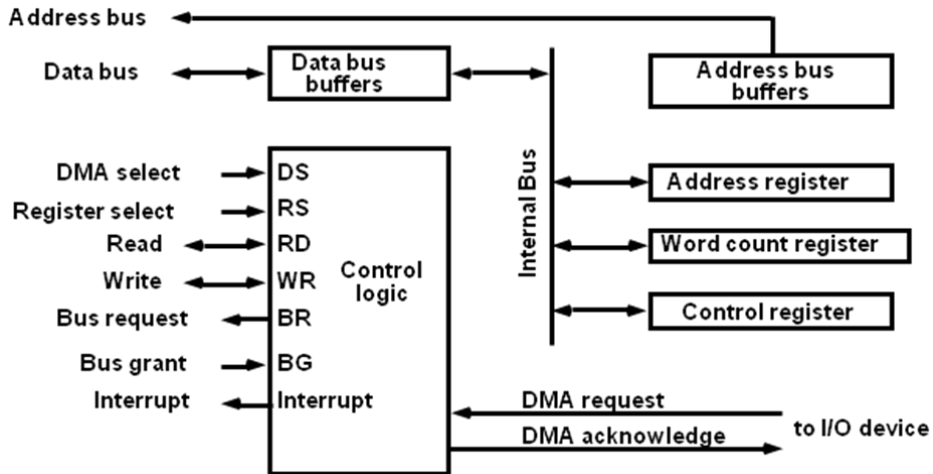 Address bus
Data bus
Data bus
buffers
Address bus
buffers
DMA select
DS
Register select
RS
Read
RD
Write
WR
Bus request
BR
Bus grant
BG
Interrupt
Interrupt
Control
logic
Internal Bus
Address register
Word count register
Control register
DMA request
DMA acknowledge
to I/O device